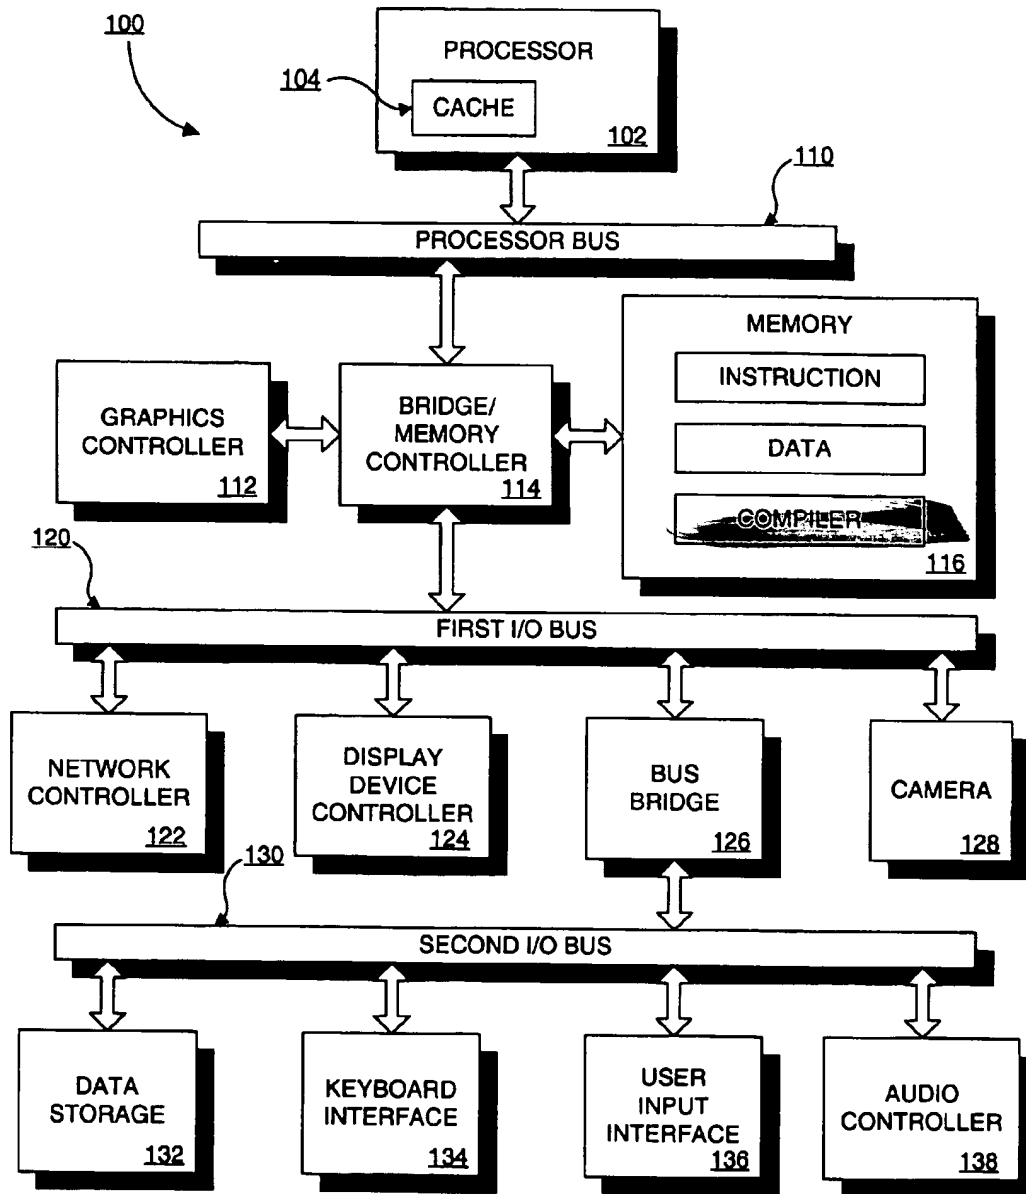 100
PROCESSOR
104
CACHE
102
110
PROCESSOR BUS
MEMORY
INSTRUCTION
DATA
COMPILER
116
GRAPHICS
CONTROLLER
112
BRIDGE/
MEMORY
CONTROLLER
114
120
FIRST I/O BUS
NETWORK
CONTROLLER
122
DISPLAY
DEVICE
CONTROLLER
124
BUS
BRIDGE
126
CAMERA
128
130
SECOND I/O BUS
DATA
STORAGE
132
KEYBOARD
INTERFACE
134
USER
INPUT
INTERFACE
136
AUDIO
CONTROLLER
138